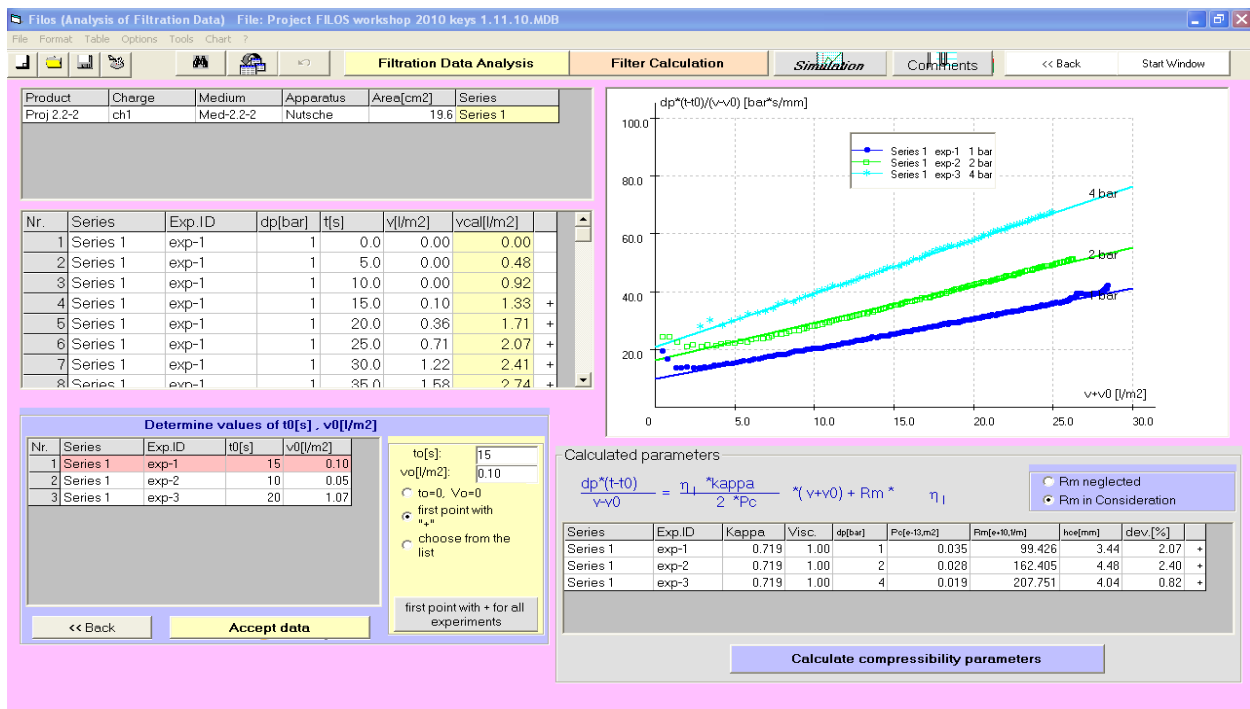 Filos (Analysis of Filtration Data) File: Project FILOS workshop 2010 keys 1.11.10.MDB
File Format Table Options Tools Chart ?
Filtration Data Analysis Filter Calculation Simulation Comments << Back Start Window
Product Charge Medium Apparatus Area[cm2] Series
Proj 2.2-2 ch1 Med-2.2-2 Nutsche 19.6 Series 1
Nr. Series Exp.ID dp[bar] t[s] v[l/m2] vcal[l/m2]
1 Series 1 exp-1 1 0.0 0.00 0.00
2 Series 1 exp-1 1 5.0 0.00 0.48
3 Series 1 exp-1 1 10.0 0.00 0.92
4 Series 1 exp-1 1 15.0 0.10 1.33 +
5 Series 1 exp-1 1 20.0 0.36 1.71 +
6 Series 1 exp-1 1 25.0 0.71 2.07 +
7 Series 1 exp-1 1 30.0 1.22 2.41 +
8 Series 1 exp-1 1 35.0 1.58 2.74 +
dp*(t-t0)/(v-v0) [bar*s/mm]
100.0
80.0
60.0
40.0
20.0
Series 1 exp-1 1 bar
Series 1 exp-2 2 bar
Series 1 exp-3 4 bar
4 bar
2 bar
bar
v+v0 [l/m2]
0 5.0 10.0 15.0 20.0 25.0 30.0
Determine values of t0[s] , v0[l/m2]
Nr. Series Exp.ID t0[s] v0[l/m2]
1 Series 1 exp-1 15 0.10
2 Series 1 exp-2 10 0.05
3 Series 1 exp-3 20 1.07
to[s]: 15
vo[l/m2]: 0.10
to=0, Vo=0
first point with
"+"
choose from the
list
first point with + for all
experiments
<< Back Accept data
Calculated parameters
dp*(t-t0)
v-v0
= η l *kappa
2 *Pc
*( v+v0) + Rm * η l
Rm neglected
Rm in Consideration
Series Exp.ID Kappa Visc. dp[bar] Pc[e-13,m2] Rm[e+10,1/m] hce[mm] dev.[%]
Series 1 exp-1 0.719 1.00 1 0.035 99.426 3.44 2.07 +
Series 1 exp-2 0.719 1.00 2 0.028 162.405 4.48 2.40 +
Series 1 exp-3 0.719 1.00 4 0.019 207.751 4.04 0.82 +
Calculate compressibility parameters